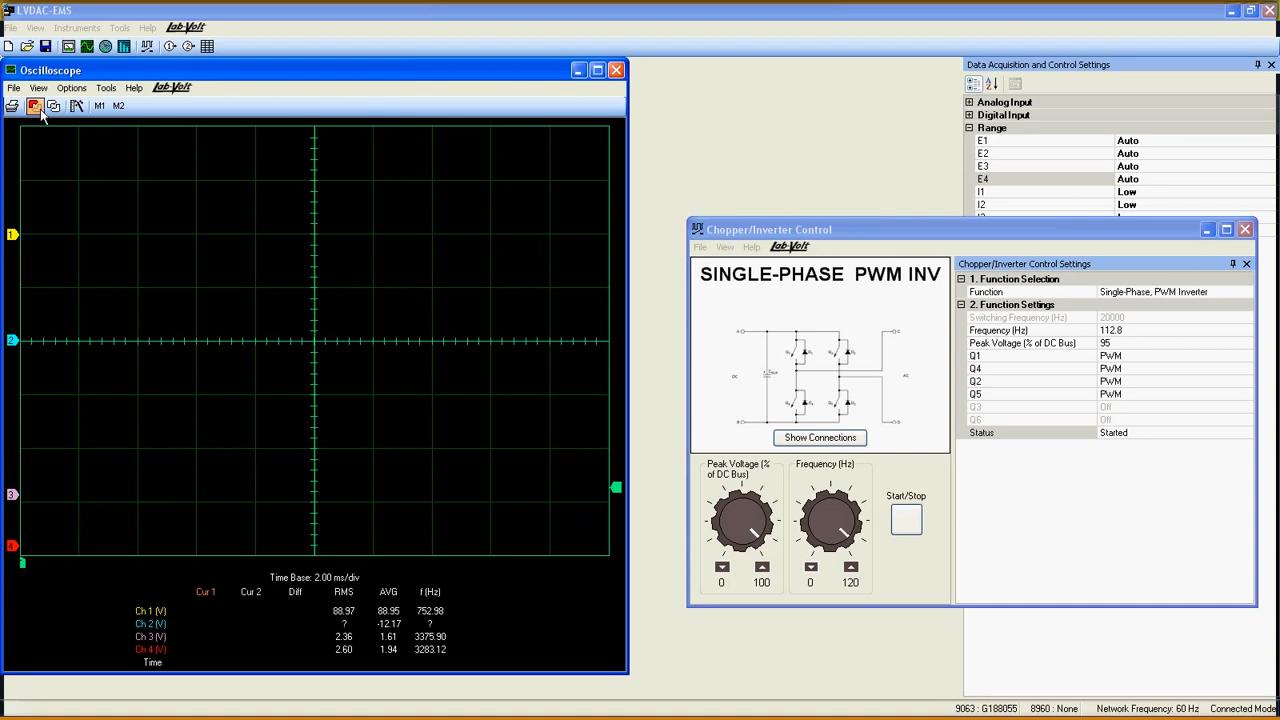 LVDAC-EMS
File View Instruments Tools Help Lab-Volt
Oscilloscope
File View Options Tools Help Lab-Volt
M1 M2
1
2
3
4
Time Base: 2.00 ms/div
Cur 1 Cur 2 Diff RMS AVG f (Hz)
Ch 1 (V) 88.97 88.95 752.98
Ch 2 (V) ? -12.17 ?
Ch 3 (V) 2.36 1.61 3375.90
Ch 4 (V) 2.60 1.94 3283.12
Time
Data Acquisition and Control Settings
Analog Input
Digital Input
Range
E1 Auto
E2 Auto
E3 Auto
E4 Auto
I1 Low
I2 Low
Chopper/Inverter Control
File View Help Lab-Volt
SINGLE-PHASE PWM INV
Show Connections
Peak Voltage (% of DC Bus)
0 100
Frequency (Hz)
0 120
Start/Stop
Chopper/Inverter Control Settings
1. Function Selection
Function Single-Phase, PWM Inverter
2. Function Settings
Switching Frequency (Hz) 20000
Frequency (Hz) 112.8
Peak Voltage (% of DC Bus) 95
Q1 PWM
Q4 PWM
Q2 PWM
Q5 PWM
Q3 Off
Q6 Off
Status Started
9063: G188055 8960 : None Network Frequency: 60 Hz Connected Mode